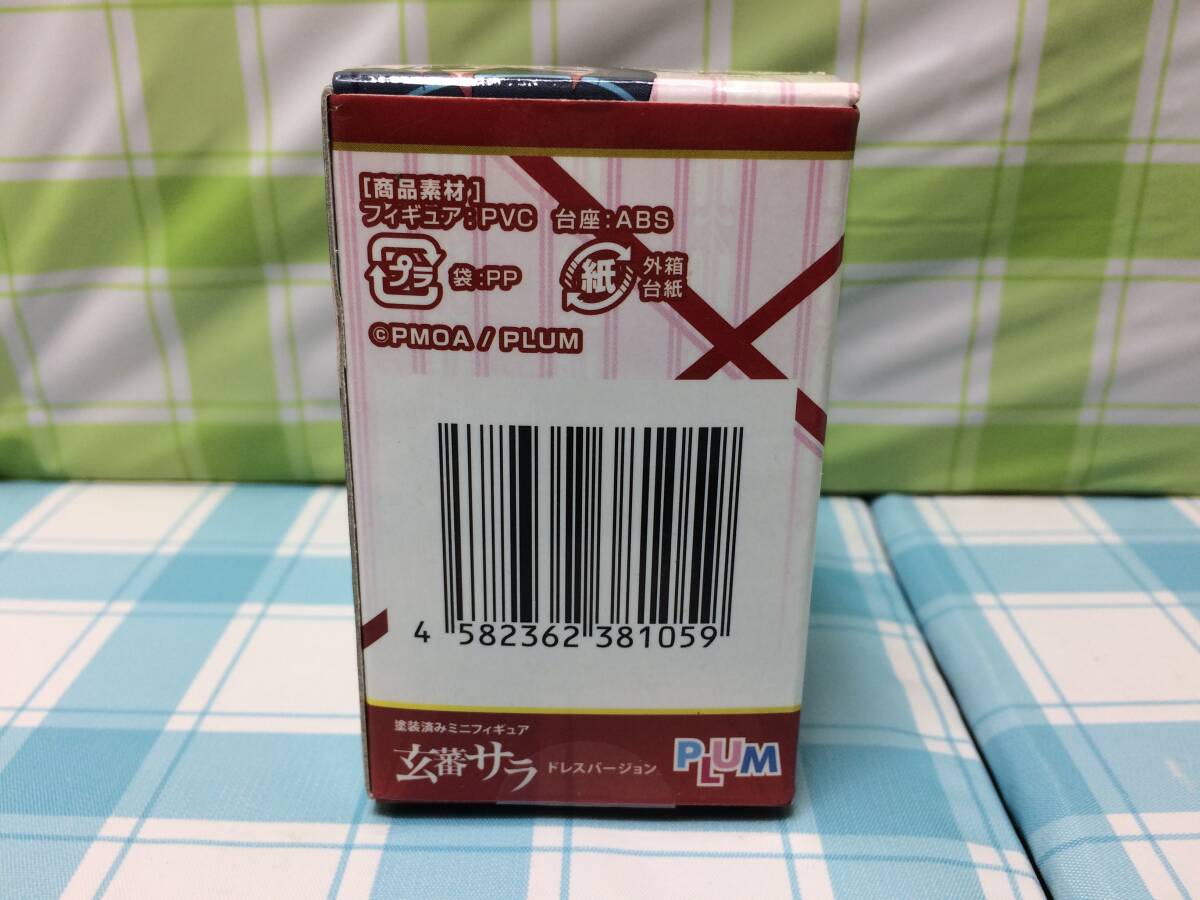 [商品素材]
フィギュア:PVC 台座:ABS
プラ 袋:PP 紙 外箱
台紙
©PMOA / PLUM
4 582362 381059
塗装済みミニフィギュア
玄蕃サラ ドレスバージョン PLUM